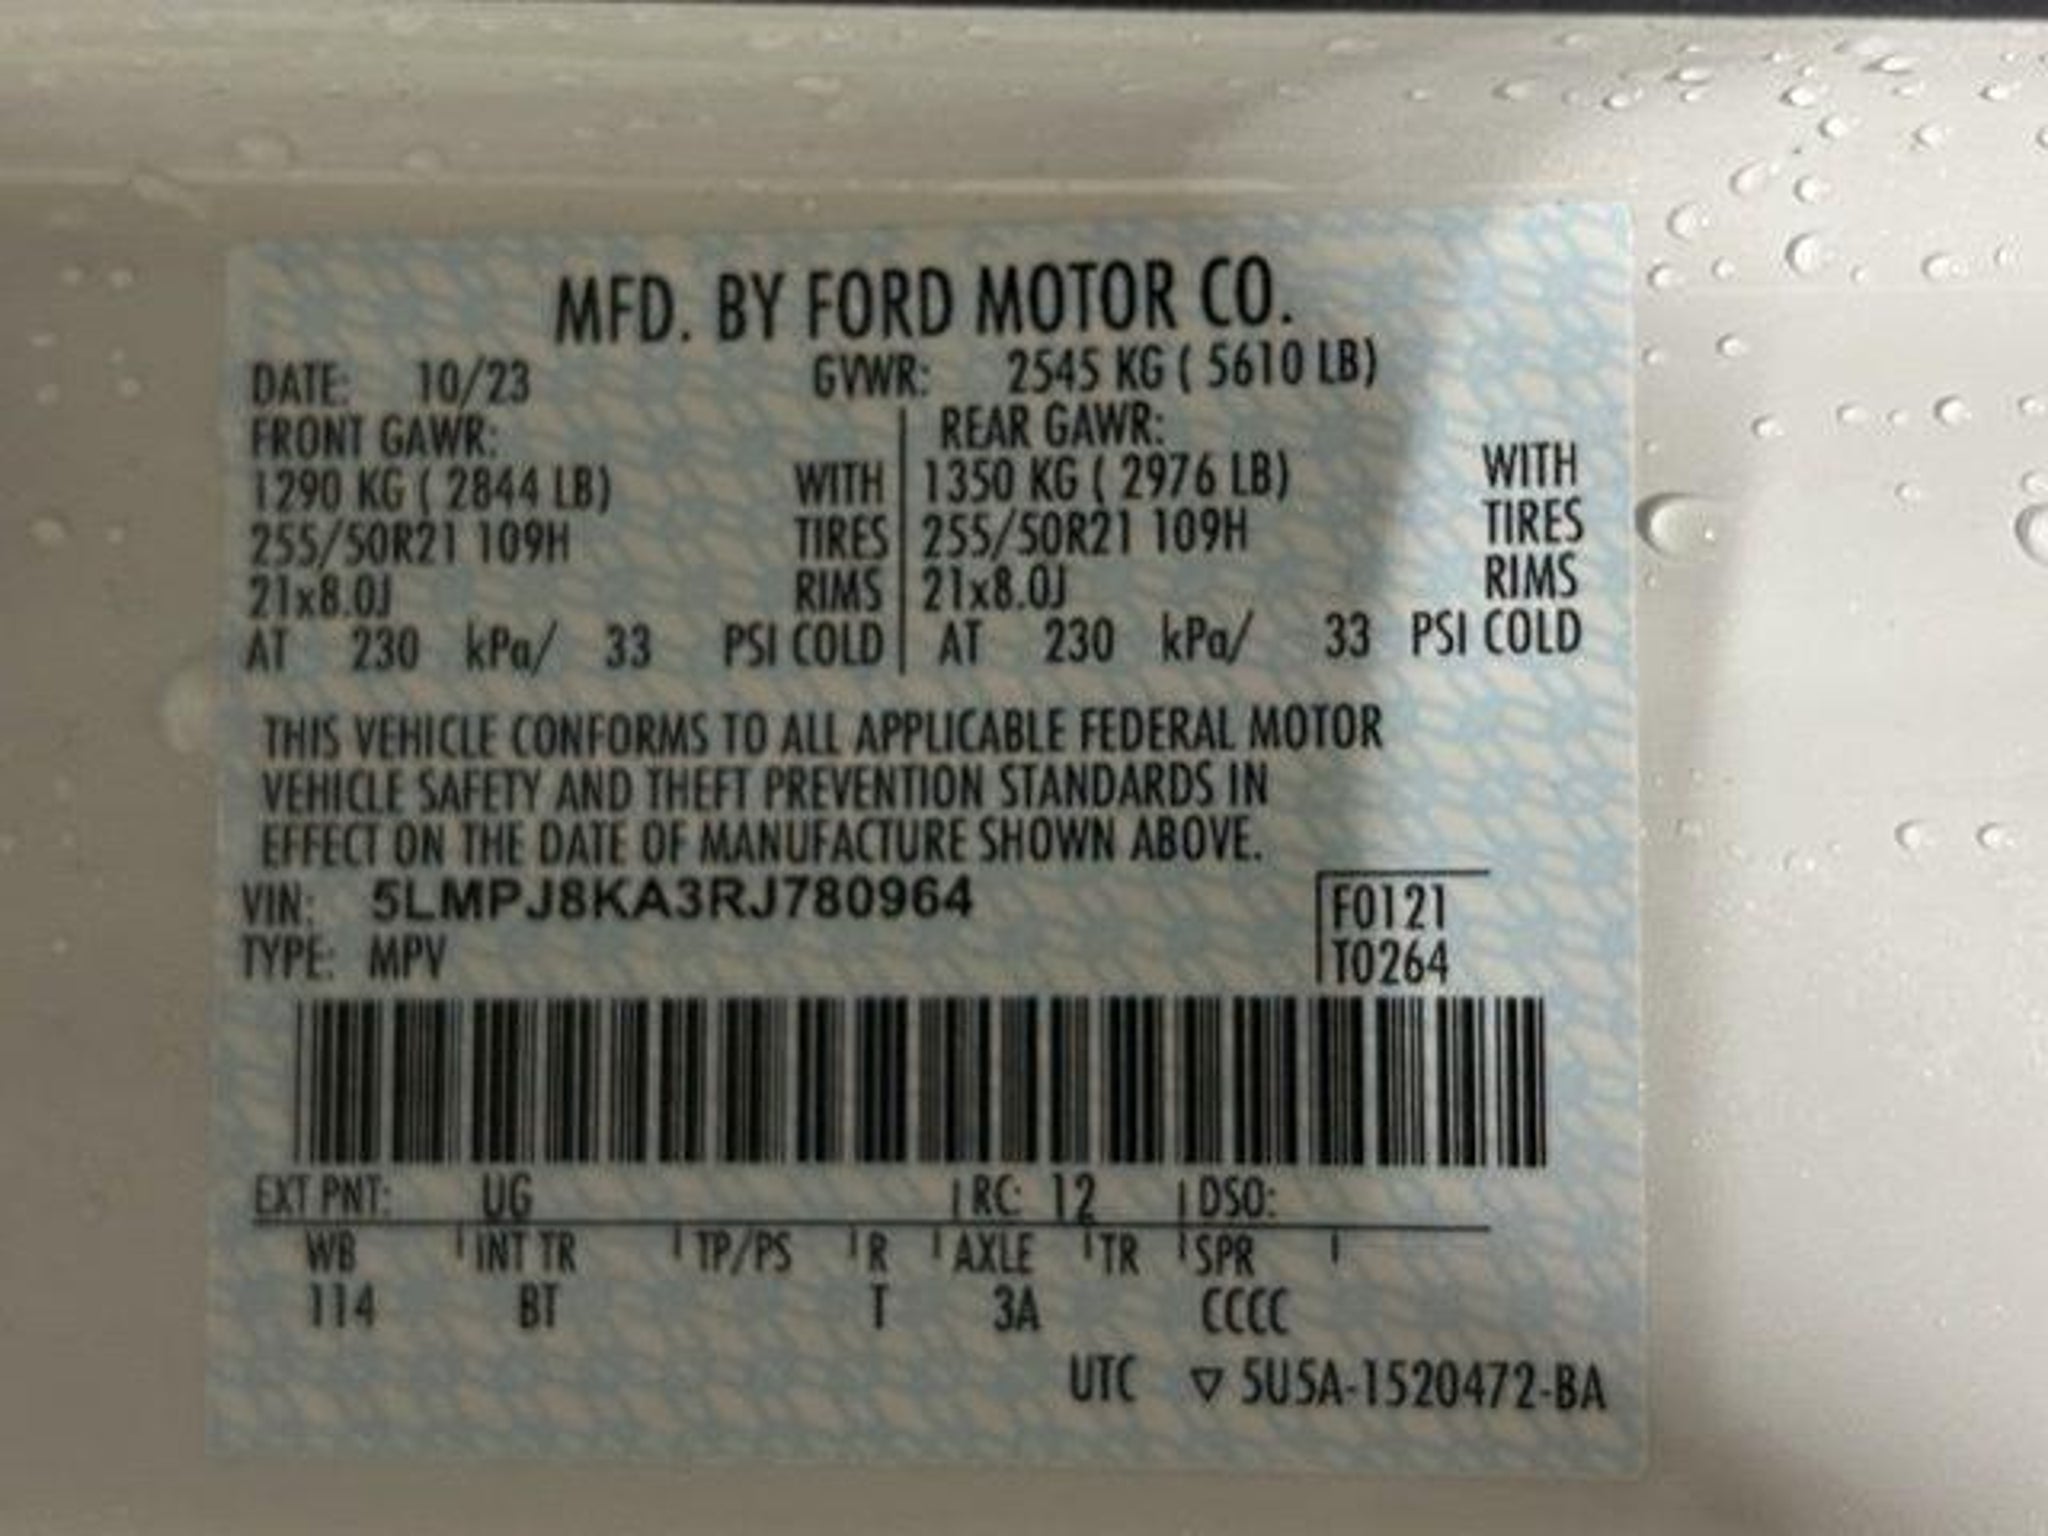 MFD. BY FORD MOTOR CO.
DATE: 10/23 GVWR: 2545 KG ( 5610 LB)
FRONT GAWR: REAR GAWR:
1290 KG ( 2844 LB) WITH 1350 KG ( 2976 LB) WITH
255/50R21 109H TIRES 255/50R21 109H TIRES
21x8.0J RIMS 21x8.0J RIMS
AT 230 kPa/ 33 PSI COLD AT 230 kPa/ 33 PSI COLD
THIS VEHICLE CONFORMS TO ALL APPLICABLE FEDERAL MOTOR
VEHICLE SAFETY AND THEFT PREVENTION STANDARDS IN
EFFECT ON THE DATE OF MANUFACTURE SHOWN ABOVE.
VIN: 5LMPJ8KA3RJ780964 F0121
TYPE: MPV T0264
EXT PNT: UG RC: 12 DSO:
WB INT TR TP/PS R AXLE TR SPR
114 BT T 3A CCCC
UTC ▽ 5U5A-1520472-BA